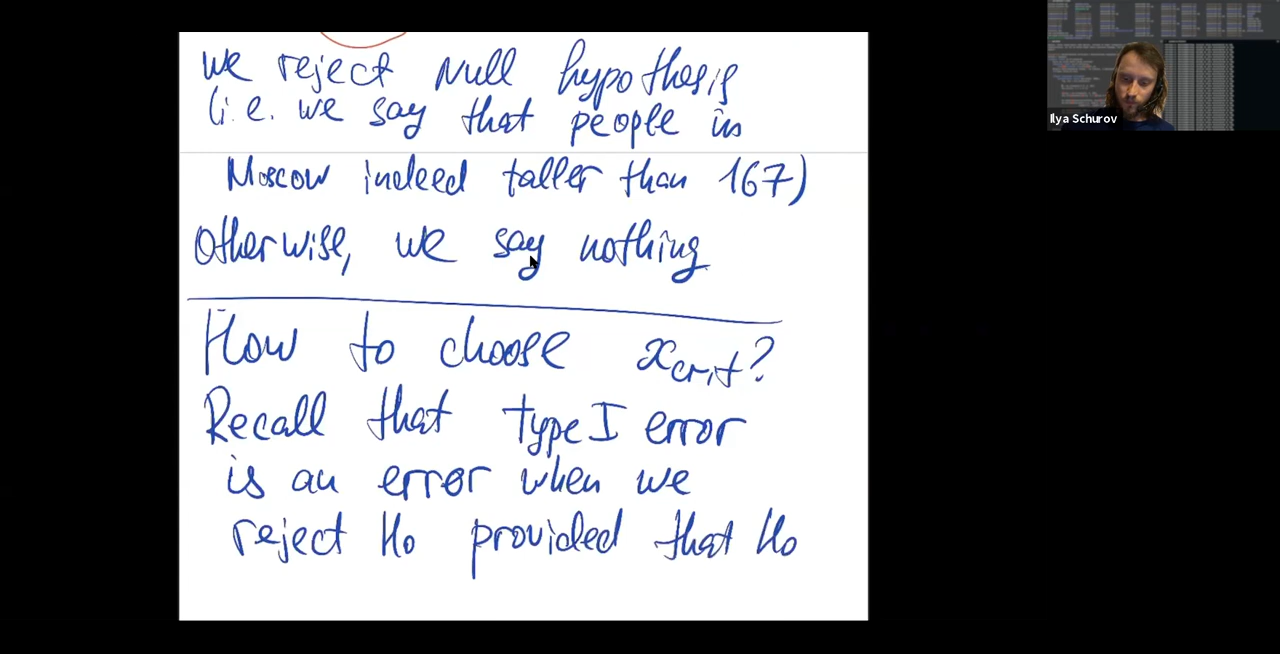 we reject Null hypothesis
(i.e. we say that people in
Moscow indeed taller than 167)
Otherwise, we say nothing
How to choose x crit?
Recall that type I error
is an error when we
reject H0 provided that H0
Ilya Schurov